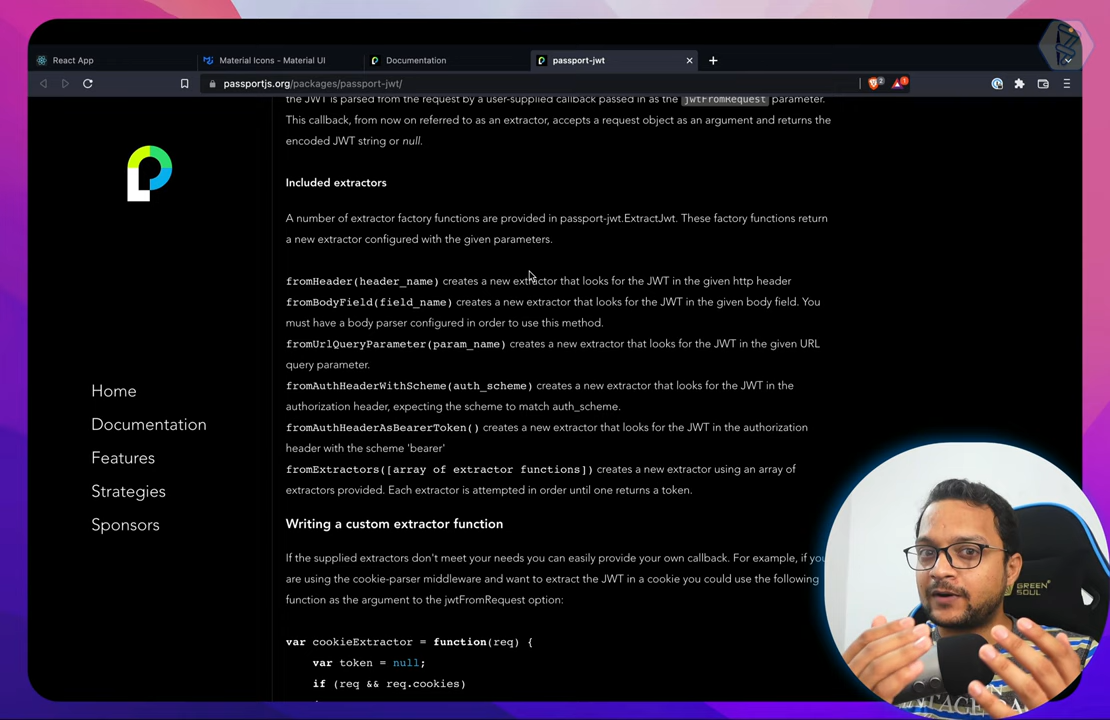 React App
Material Icons - Material UI
Documentation
passport-jwt
passportjs.org/packages/passport-jwt/
2
1
the JWT is parsed from the request by a user-supplied callback passed in as the jwtFromRequest parameter.
This callback, from now on referred to as an extractor, accepts a request object as an argument and returns the
encoded JWT string or null.
Included extractors
A number of extractor factory functions are provided in passport-jwt.ExtractJwt. These factory functions return
a new extractor configured with the given parameters.
fromHeader(header_name) creates a new extractor that looks for the JWT in the given http header
fromBodyField(field_name) creates a new extractor that looks for the JWT in the given body field. You
must have a body parser configured in order to use this method.
fromUrlQueryParameter(param_name) creates a new extractor that looks for the JWT in the given URL
query parameter.
fromAuthHeaderWithScheme(auth_scheme) creates a new extractor that looks for the JWT in the
authorization header, expecting the scheme to match auth_scheme.
fromAuthHeaderAsBearerToken() creates a new extractor that looks for the JWT in the authorization
header with the scheme 'bearer'
fromExtractors([array of extractor functions]) creates a new extractor using an array of
extractors provided. Each extractor is attempted in order until one returns a token.
Writing a custom extractor function
If the supplied extractors don't meet your needs you can easily provide your own callback. For example, if you
are using the cookie-parser middleware and want to extract the JWT in a cookie you could use the following
function as the argument to the jwtFromRequest option:
var cookieExtractor = function(req) {
var token = null;
if (req && req.cookies)
Home
Documentation
Features
Strategies
Sponsors
GREEN
SOUL